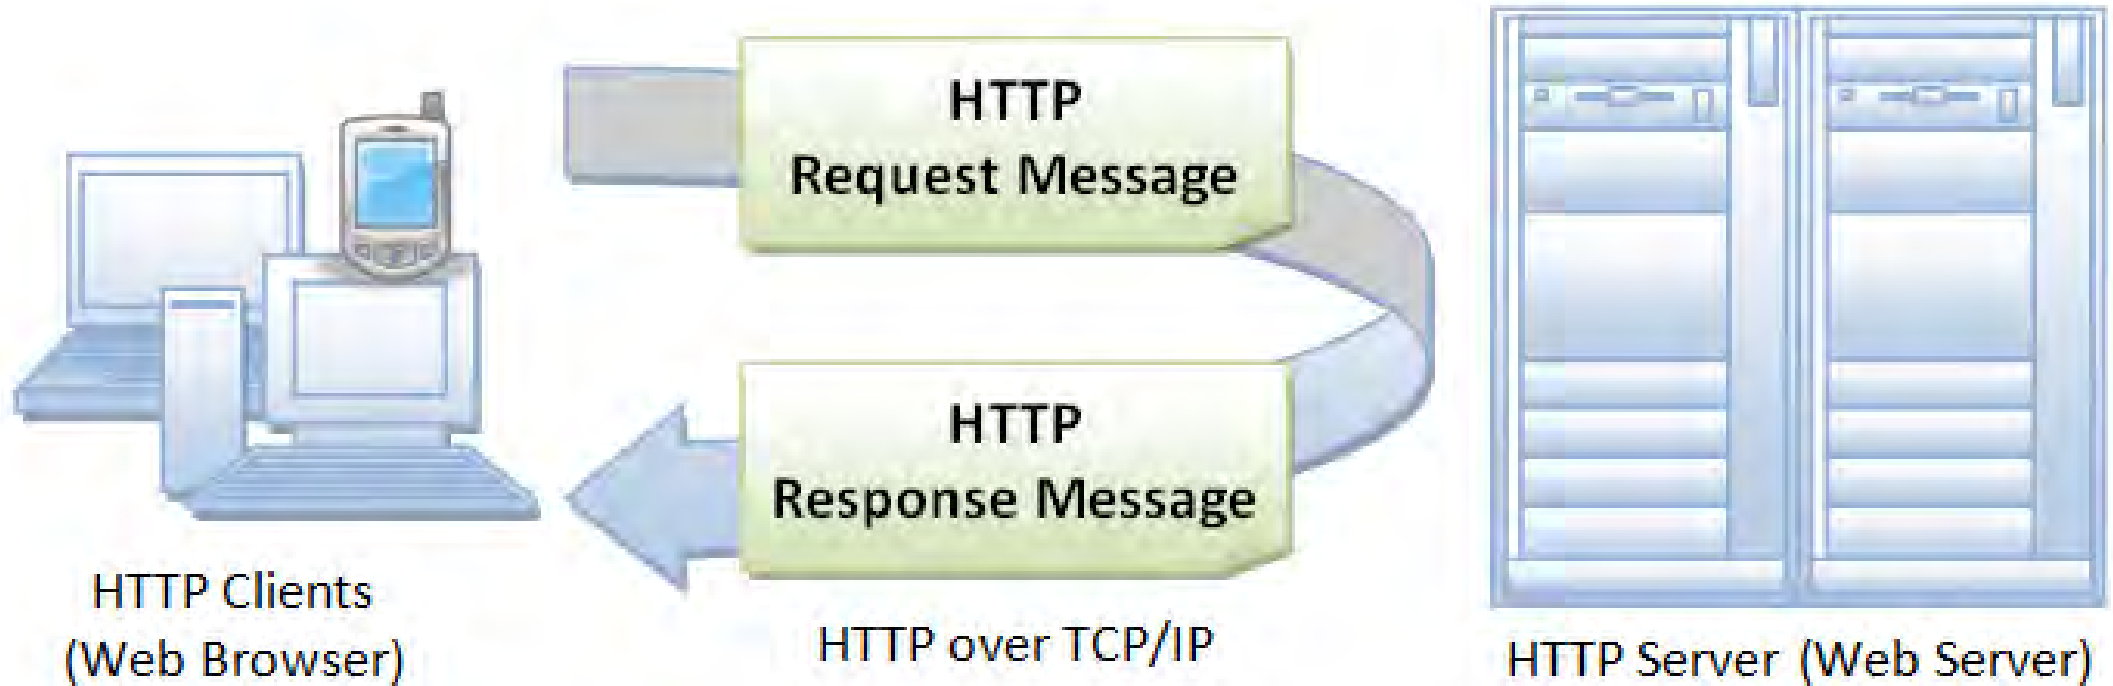 HTTP
Request Message
HTTP
Response Message
HTTP Clients
(Web Browser)
HTTP over TCP/IP
HTTP Server (Web Server)